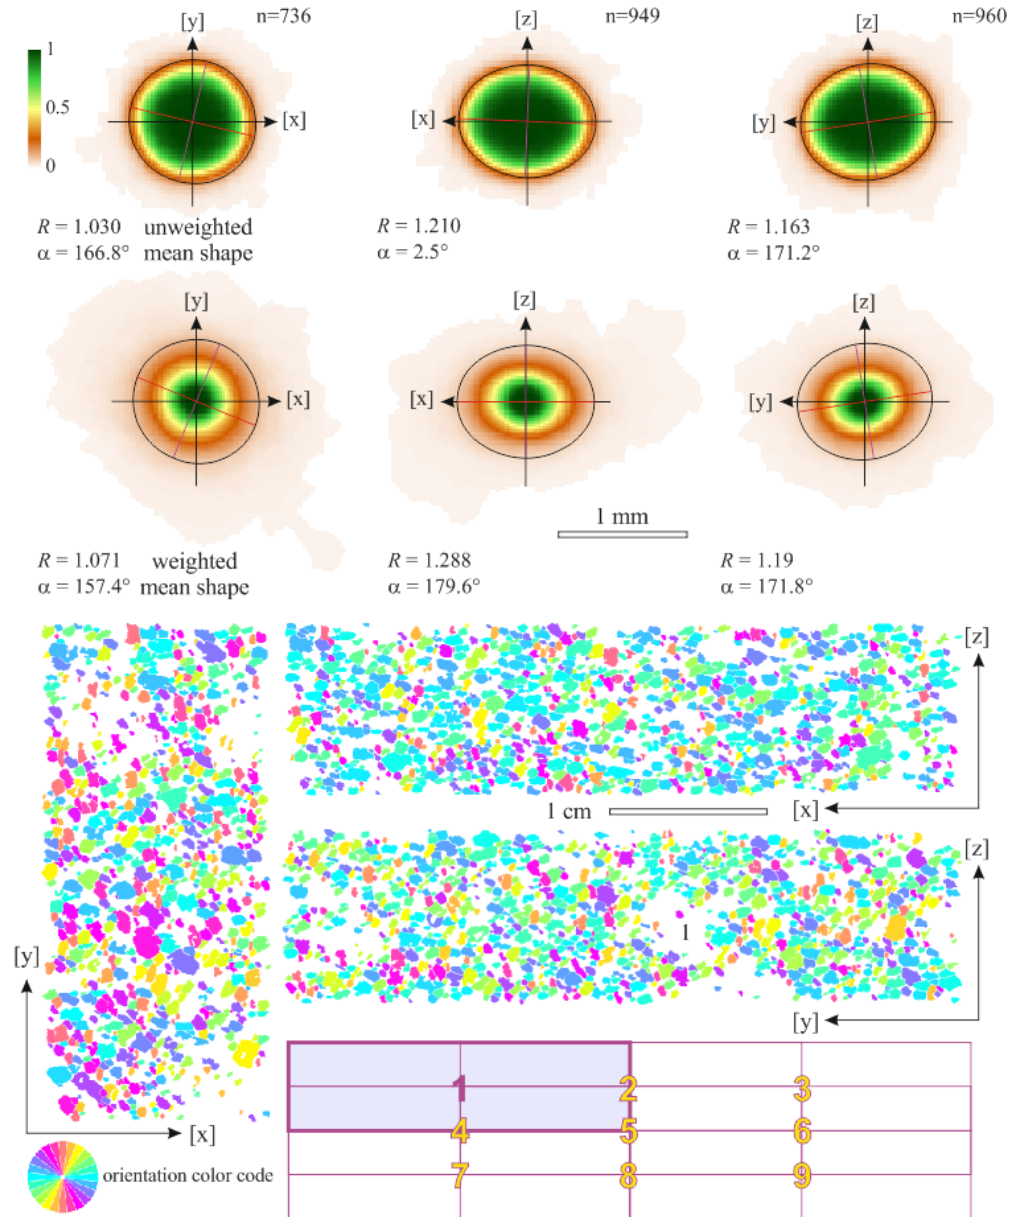 [y] n=736 [z] n=949 [z] n=960
1
0.5
0
[x] [x] [y]
R = 1.030 unweighted
α = 166.8° mean shape
R = 1.210
α = 2.5°
R = 1.163
α = 171.2°
[y] [z] [z]
[x] [x] [y]
1 mm
R = 1.071 weighted
α = 157.4° mean shape
R = 1.288
α = 179.6°
R = 1.19
α = 171.8°
[z]
1 cm [x]
[z]
1
[y]
[y]
[x]
orientation color code
1 2 3
4 5 6
7 8 9